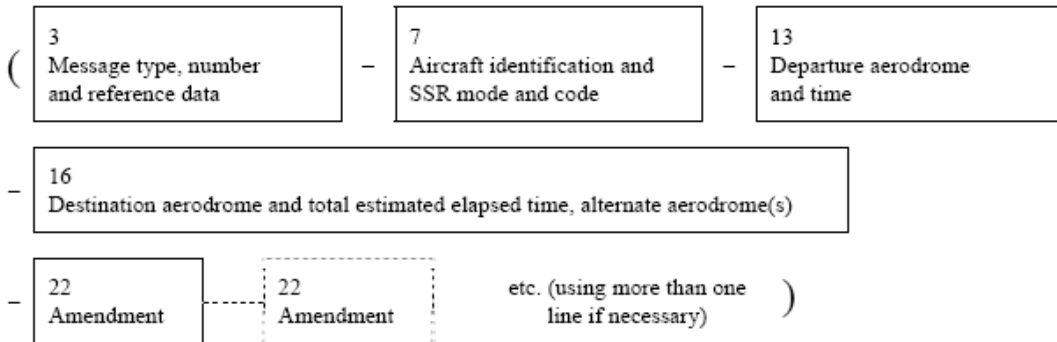 ( 3 – 7 – 13
Message type, number Aircraft identification and Departure aerodrome
and reference data SSR mode and code and time
– 16
Destination aerodrome and total estimated elapsed time, alternate aerodrome(s)
– 22 22 etc. (using more than one
Amendment Amendment line if necessary) )